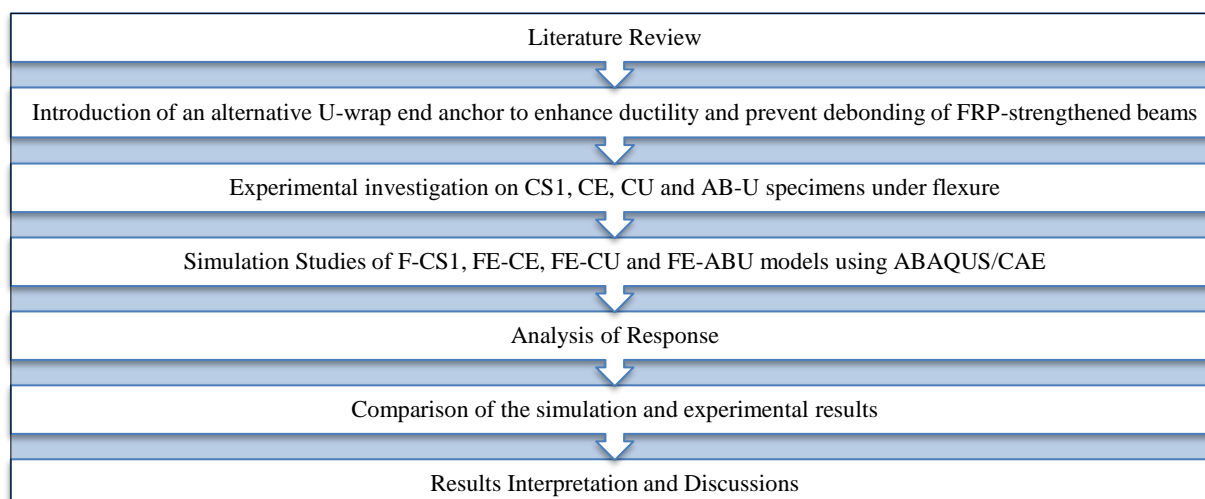 Literature Review
Introduction of an alternative U-wrap end anchor to enhance ductility and prevent debonding of FRP-strengthened beams
Experimental investigation on CS1, CE, CU and AB-U specimens under flexure
Simulation Studies of F-CS1, FE-CE, FE-CU and FE-ABU models using ABAQUS/CAE
Analysis of Response
Comparison of the simulation and experimental results
Results Interpretation and Discussions